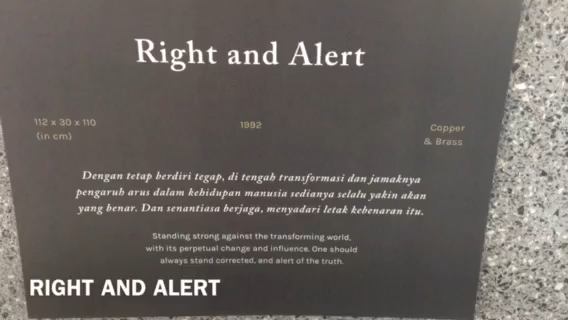 Right and Alert
112 x 30 x 110
(in cm)
1992
Copper
& Brass
Dengan tetap berdiri tegap, di tengah transformasi dan jamaknya
pengaruh arus dalam kehidupan manusia sedianya selalu yakin akan
yang benar. Dan senantiasa berjaga, menyadari letak kebenaran itu.
Standing strong against the transforming world,
with its perpetual change and influence. One should
always stand corrected, and alert of the truth.
RIGHT AND ALERT